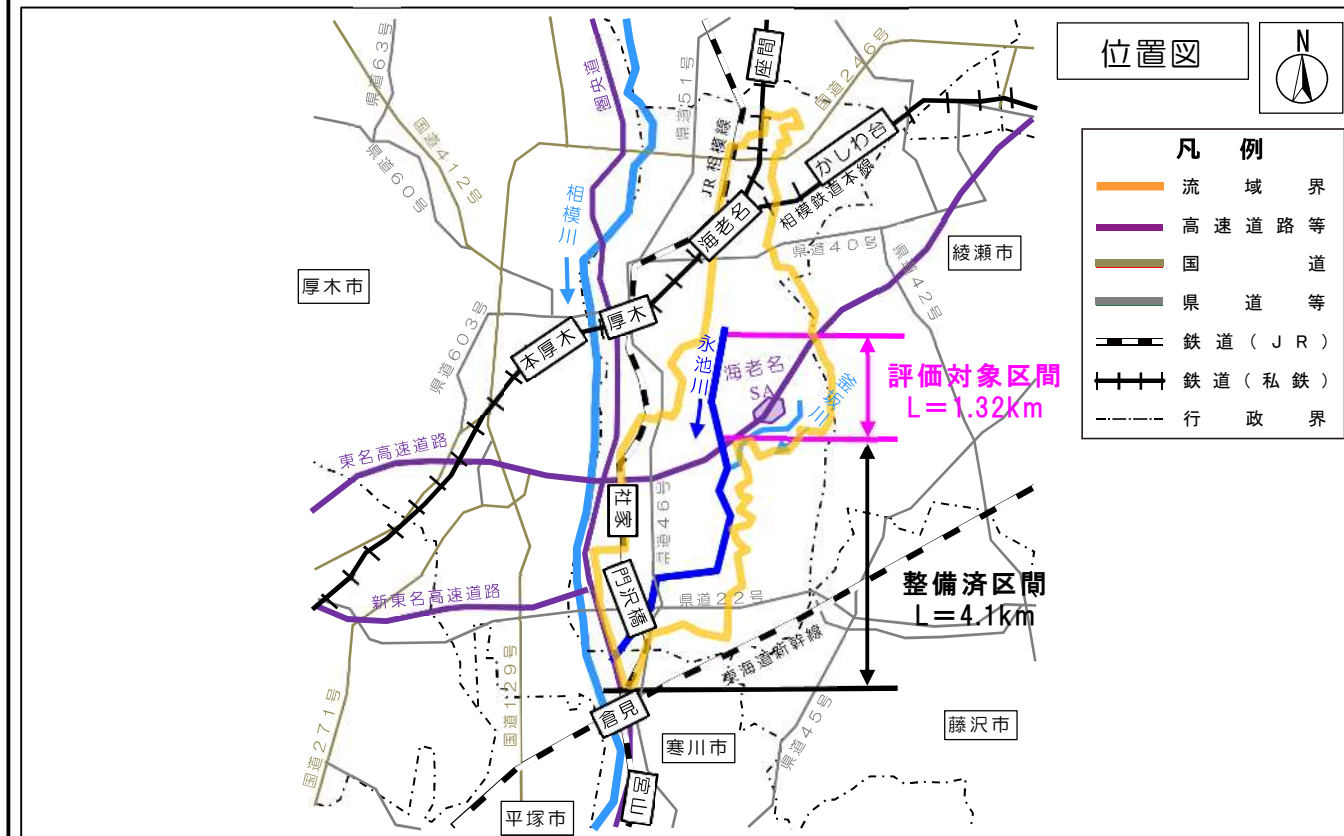 位置図
N
凡例
流域界
高速道路等
国道
県道等
鉄道（JR）
鉄道（私鉄）
行政界
県道63号
国道412号
県道60号
圏央道
県道51号
座間
国道246号
JR相模線
かしわ台
相模鉄道本線
相模川
海老名
県道40号
県道42号
綾瀬市
厚木市
厚木
本厚木
県道603号
永池川
海老名
SA
釜坂川
評価対象区間
L＝1.32km
東名高速道路
社家
県道46号
門沢橋
新東名高速道路
県道22号
整備済区間
L＝4.1km
東海道新幹線
国道129号
国道271号
倉見
寒川市
県道45号
藤沢市
宮山
平塚市